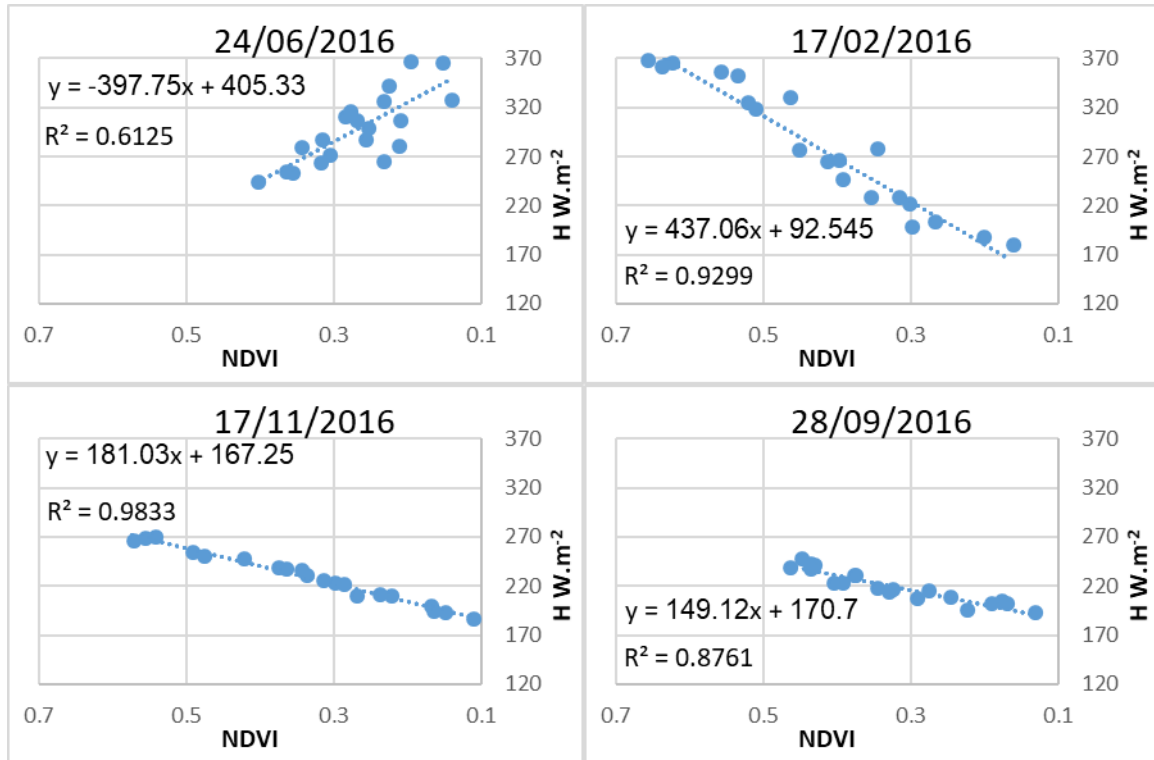 24/06/2016
y = -397.75x + 405.33
R² = 0.6125
370
320
270
220
170
120
H W.m⁻²
0.7 0.5 0.3 0.1
NDVI
17/02/2016
y = 437.06x + 92.545
R² = 0.9299
370
320
270
220
170
120
H W.m⁻²
0.7 0.5 0.3 0.1
NDVI
17/11/2016
y = 181.03x + 167.25
R² = 0.9833
370
320
270
220
170
120
H W.m⁻²
0.7 0.5 0.3 0.1
NDVI
28/09/2016
y = 149.12x + 170.7
R² = 0.8761
370
320
270
220
170
120
H W.m⁻²
0.7 0.5 0.3 0.1
NDVI